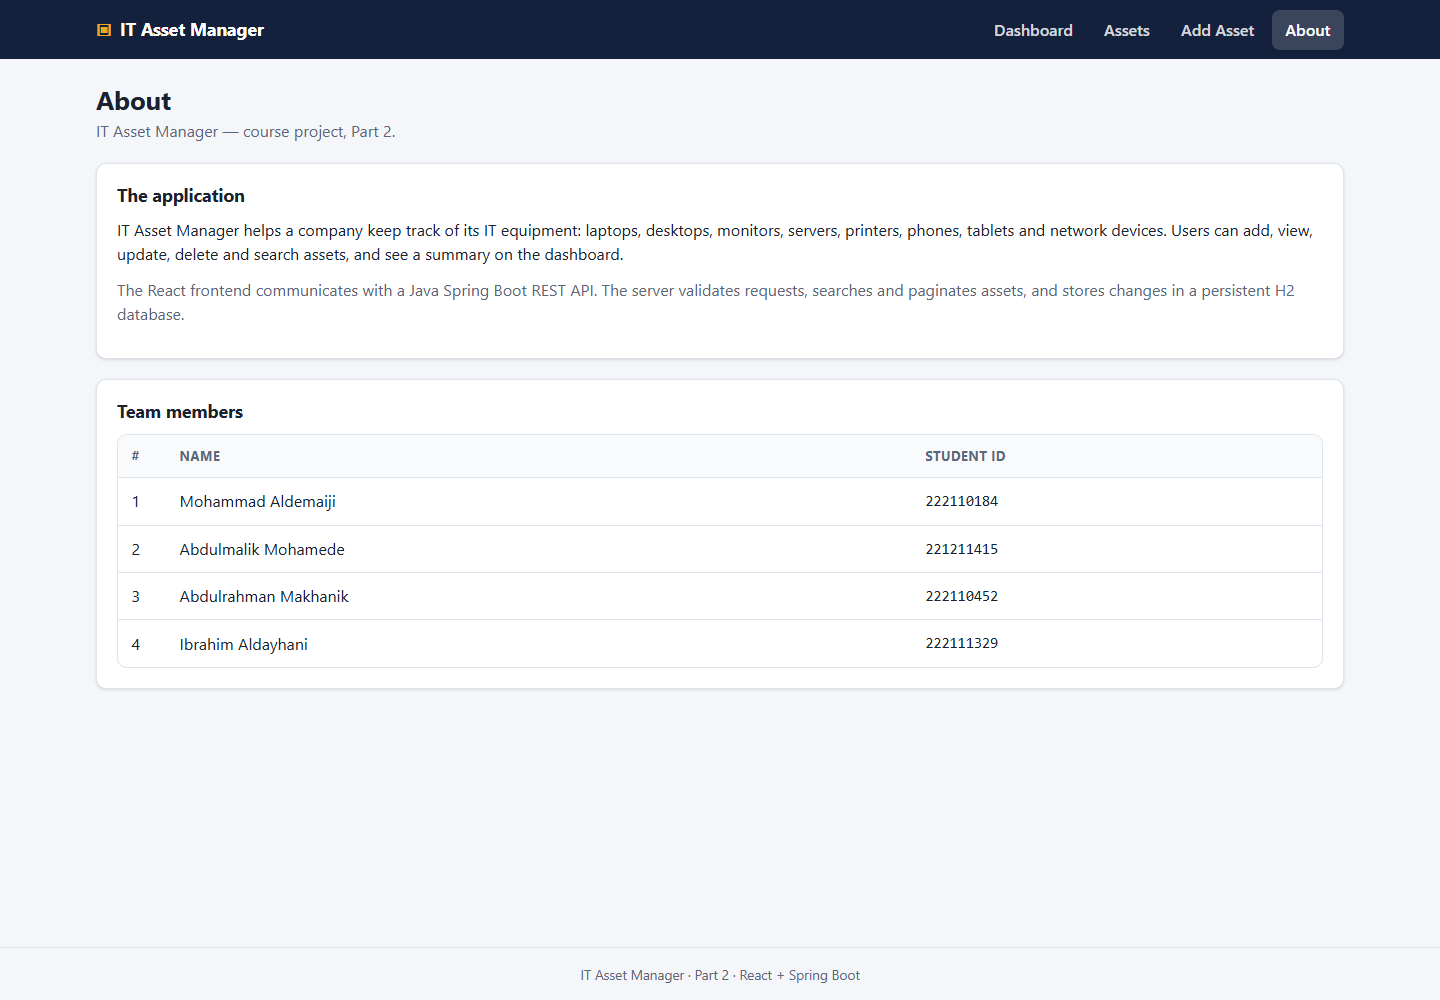 IT Asset Manager
Dashboard Assets Add Asset About
About
IT Asset Manager — course project, Part 2.
The application
IT Asset Manager helps a company keep track of its IT equipment: laptops, desktops, monitors, servers, printers, phones, tablets and network devices. Users can add, view,
update, delete and search assets, and see a summary on the dashboard.
The React frontend communicates with a Java Spring Boot REST API. The server validates requests, searches and paginates assets, and stores changes in a persistent H2
database.
Team members
# NAME STUDENT ID
1 Mohammad Aldemaiji 222110184
2 Abdulmalik Mohamede 221211415
3 Abdulrahman Makhanik 222110452
4 Ibrahim Aldayhani 222111329
IT Asset Manager · Part 2 · React + Spring Boot